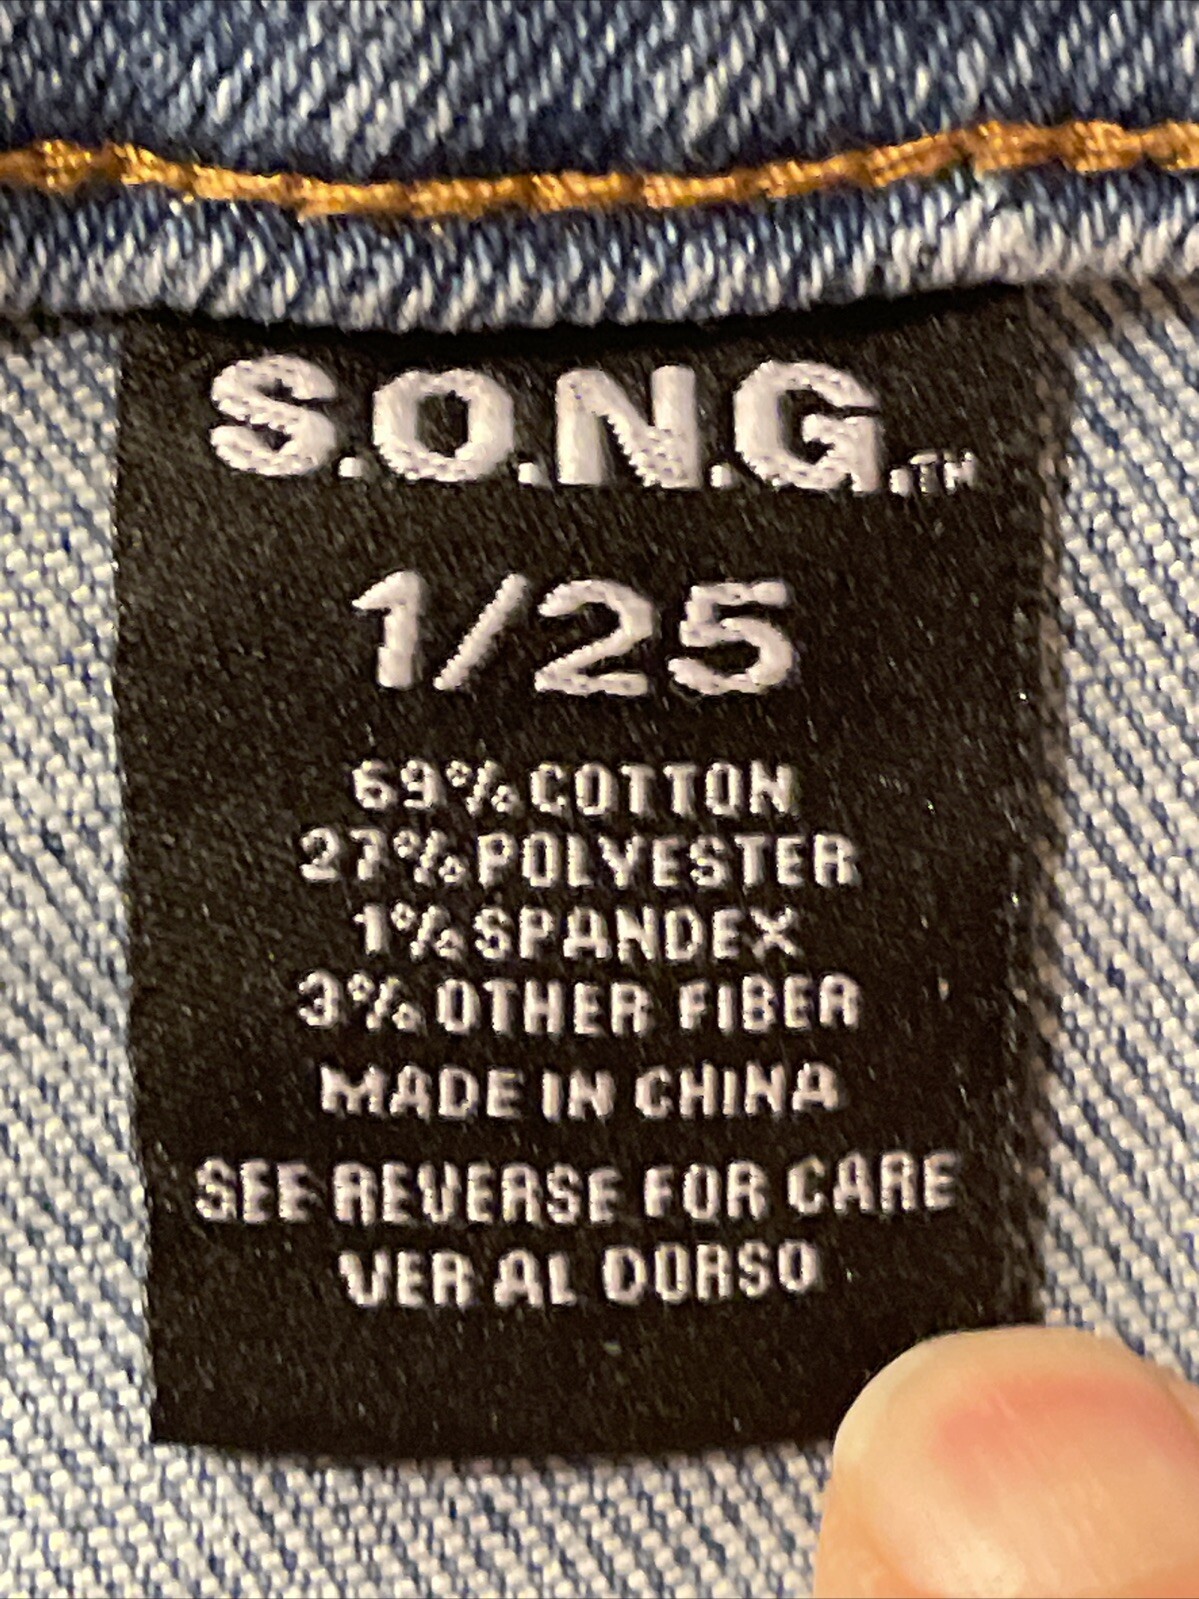 S.O.N.G.™
1/25
69% COTTON
27% POLYESTER
1% SPANDEX
3% OTHER FIBER
MADE IN CHINA
SEE REVERSE FOR CARE
VER AL DORSO